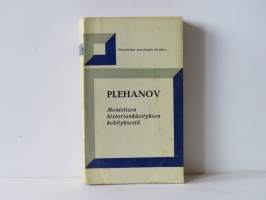 PLEHANOV
Monistisen
historiankäsityksen
kehityksestä